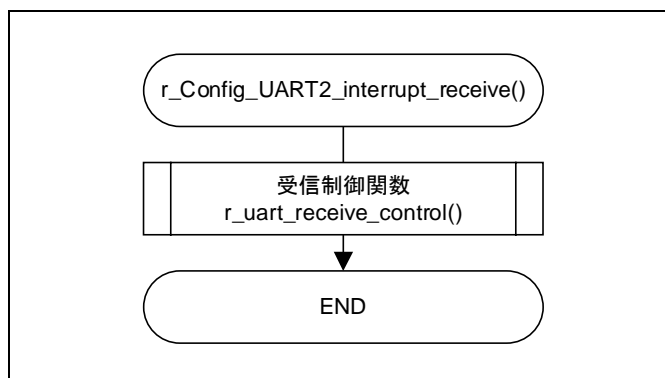 r_Config_UART2_interrupt_receive()
受信制御関数
r_uart_receive_control()
END